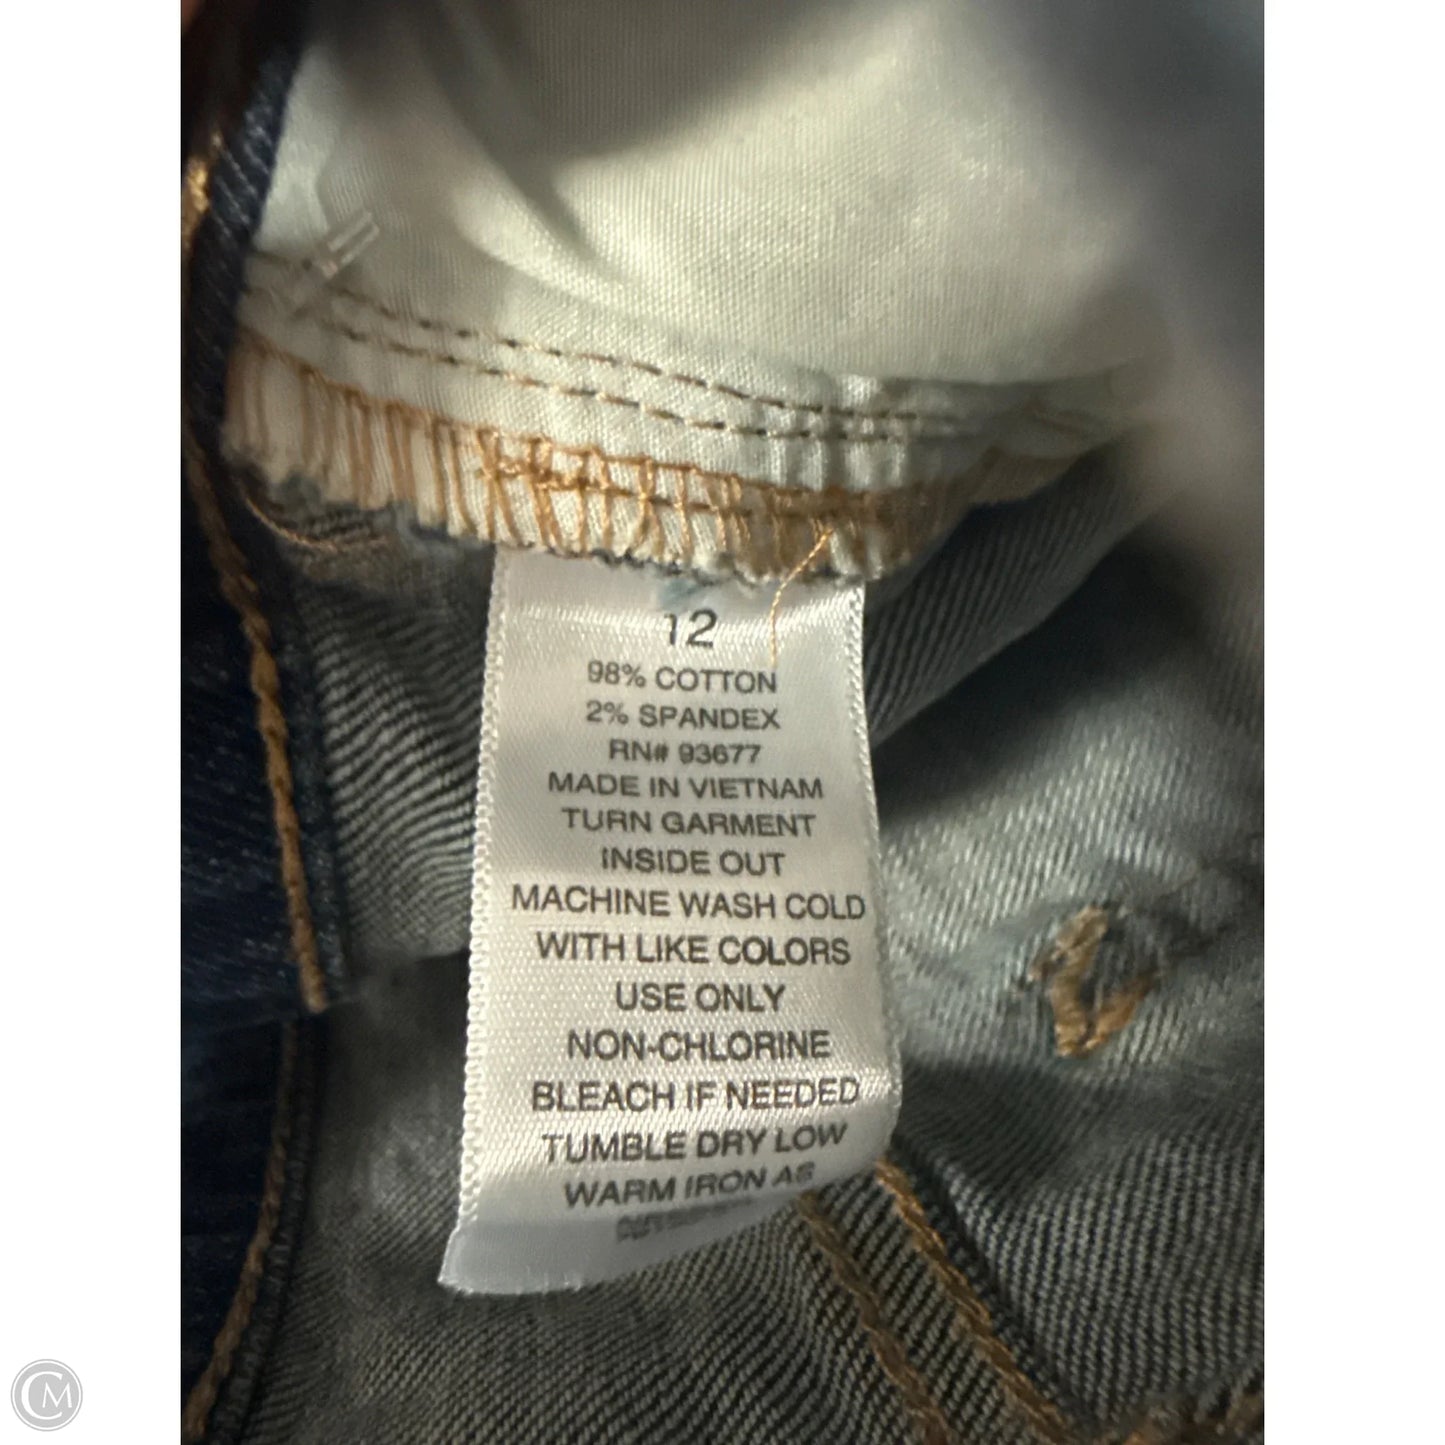 12
98% COTTON
2% SPANDEX
RN# 93677
MADE IN VIETNAM
TURN GARMENT
INSIDE OUT
MACHINE WASH COLD
WITH LIKE COLORS
USE ONLY
NON-CHLORINE
BLEACH IF NEEDED
TUMBLE DRY LOW
WARM IRON AS
CM